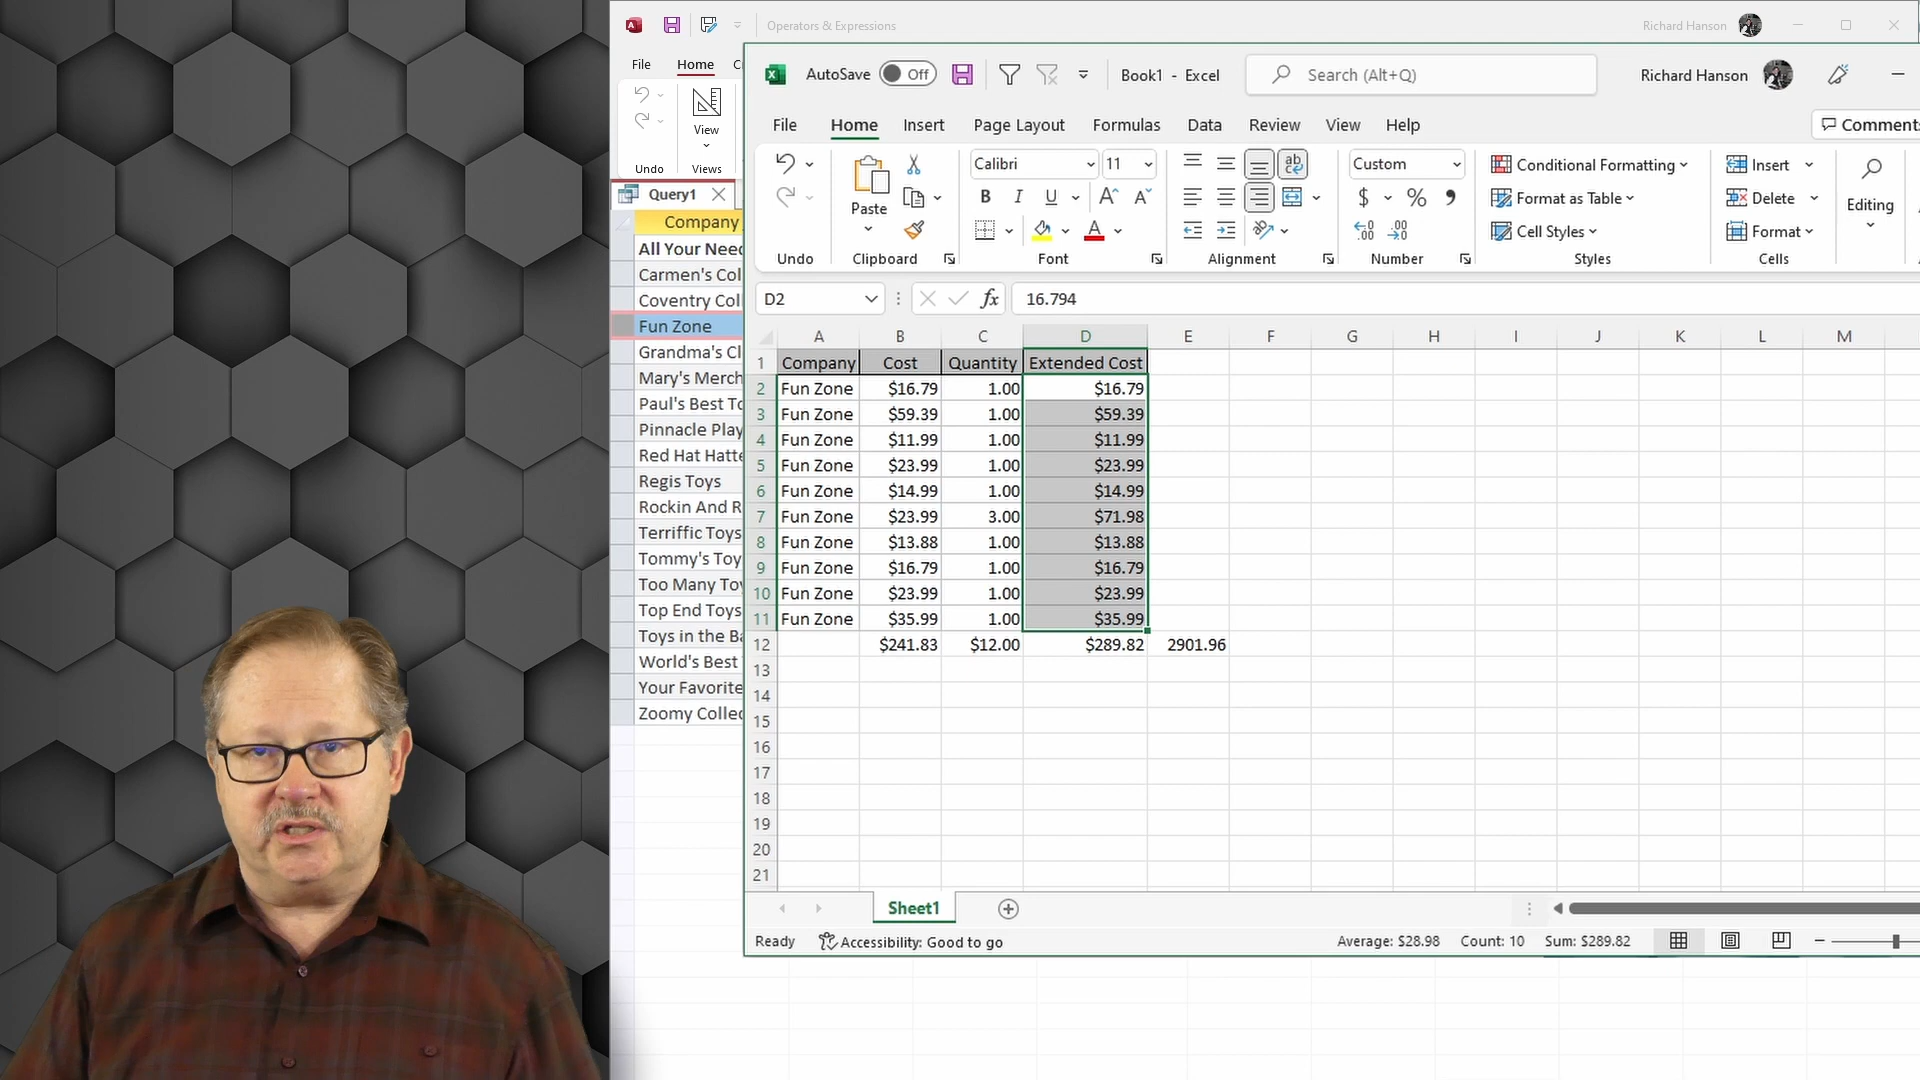 Operators & Expressions
Richard Hanson
File
Home
Undo
View
Views
Query1
Company
All Your Need
Carmen's Col
Coventry Col
Fun Zone
Grandma's Cl
Mary's Merch
Paul's Best To
Pinnacle Play
Red Hat Hatte
Regis Toys
Rockin And R
Terriffic Toys
Tommy's Toy
Too Many Toy
Top End Toys
Toys in the Ba
World's Best
Your Favorite
Zoomy Collec
AutoSave Off Book1 - Excel Search (Alt+Q) Richard Hanson
File Home Insert Page Layout Formulas Data Review View Help Comments
Paste Calibri 11 Custom Conditional Formatting Insert
B I U $ % Format as Table Delete Editing
Cell Styles Format
Undo Clipboard Font Alignment Number Styles Cells
D2 fx 16.794
A B C D E F G H I J K L M
1 Company Cost Quantity Extended Cost
2 Fun Zone $16.79 1.00 $16.79
3 Fun Zone $59.39 1.00 $59.39
4 Fun Zone $11.99 1.00 $11.99
5 Fun Zone $23.99 1.00 $23.99
6 Fun Zone $14.99 1.00 $14.99
7 Fun Zone $23.99 3.00 $71.98
8 Fun Zone $13.88 1.00 $13.88
9 Fun Zone $16.79 1.00 $16.79
10 Fun Zone $23.99 1.00 $23.99
11 Fun Zone $35.99 1.00 $35.99
12 $241.83 $12.00 $289.82 2901.96
13
14
15
16
17
18
19
20
21
Sheet1
Ready Accessibility: Good to go Average: $28.98 Count: 10 Sum: $289.82